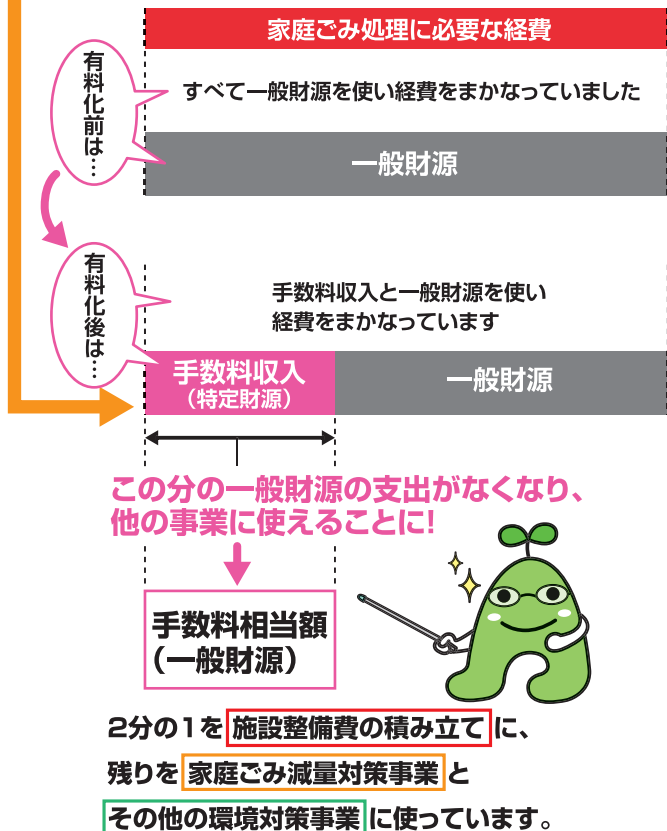 家庭ごみ処理に必要な経費
有料化前は…
すべて一般財源を使い経費をまかなっていました
一般財源
有料化後は…
手数料収入と一般財源を使い
経費をまかなっています
手数料収入
（特定財源）
一般財源
この分の一般財源の支出がなくなり、
他の事業に使えることに!
手数料相当額
（一般財源）
2分の1を 施設整備費の積み立て に、
残りを 家庭ごみ減量対策事業 と
その他の環境対策事業 に使っています。